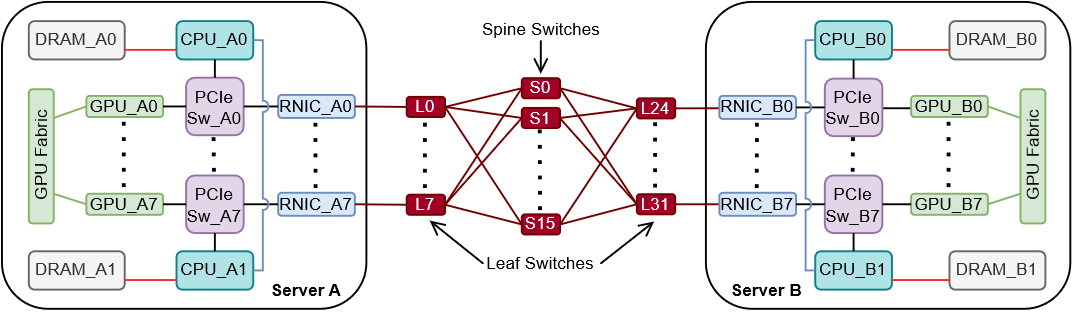 DRAM_A0
CPU_A0
Spine Switches
CPU_B0
DRAM_B0
GPU Fabric
GPU_A0
PCIe
Sw_A0
RNIC_A0
L0
S0
S1
L24
RNIC_B0
PCIe
Sw_B0
GPU_B0
GPU Fabric
GPU_A7
PCIe
Sw_A7
RNIC_A7
L7
S15
L31
RNIC_B7
PCIe
Sw_B7
GPU_B7
DRAM_A1
CPU_A1
Leaf Switches
CPU_B1
DRAM_B1
Server A
Server B